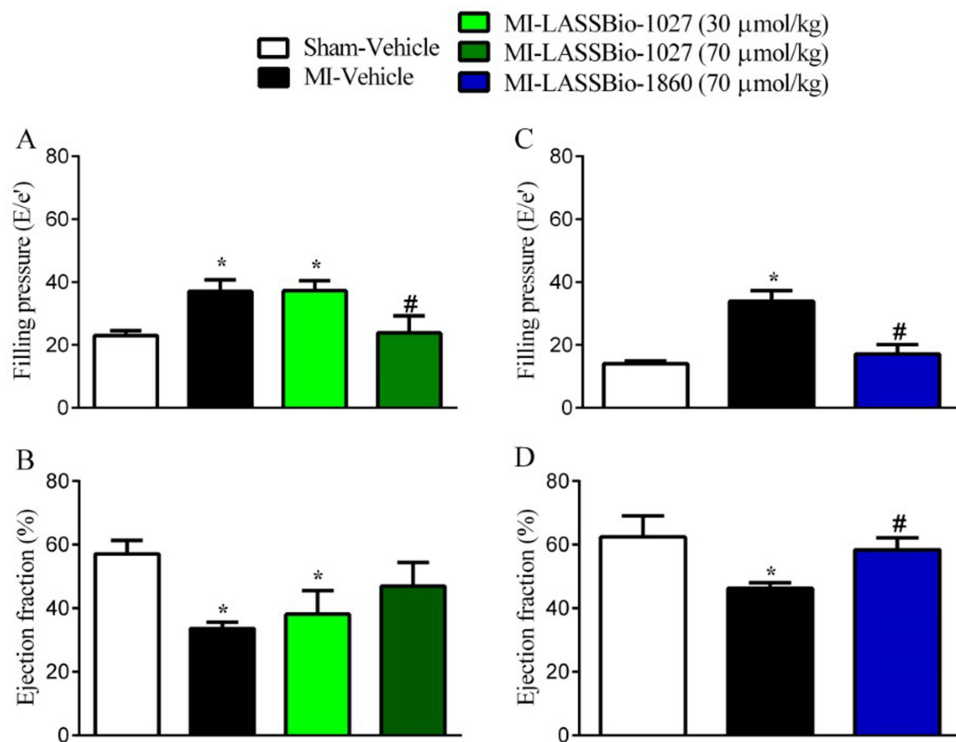 Sham-Vehicle
MI-Vehicle
MI-LASSBio-1027 (30 μmol/kg)
MI-LASSBio-1027 (70 μmol/kg)
MI-LASSBio-1860 (70 μmol/kg)
A
Filling pressure (E/e')
80
60
40
20
0
*
*
#
C
Filling pressure (E/e')
80
60
40
20
0
*
#
B
Ejection fraction (%)
80
60
40
20
0
*
*
D
Ejection fraction (%)
80
60
40
20
0
*
#